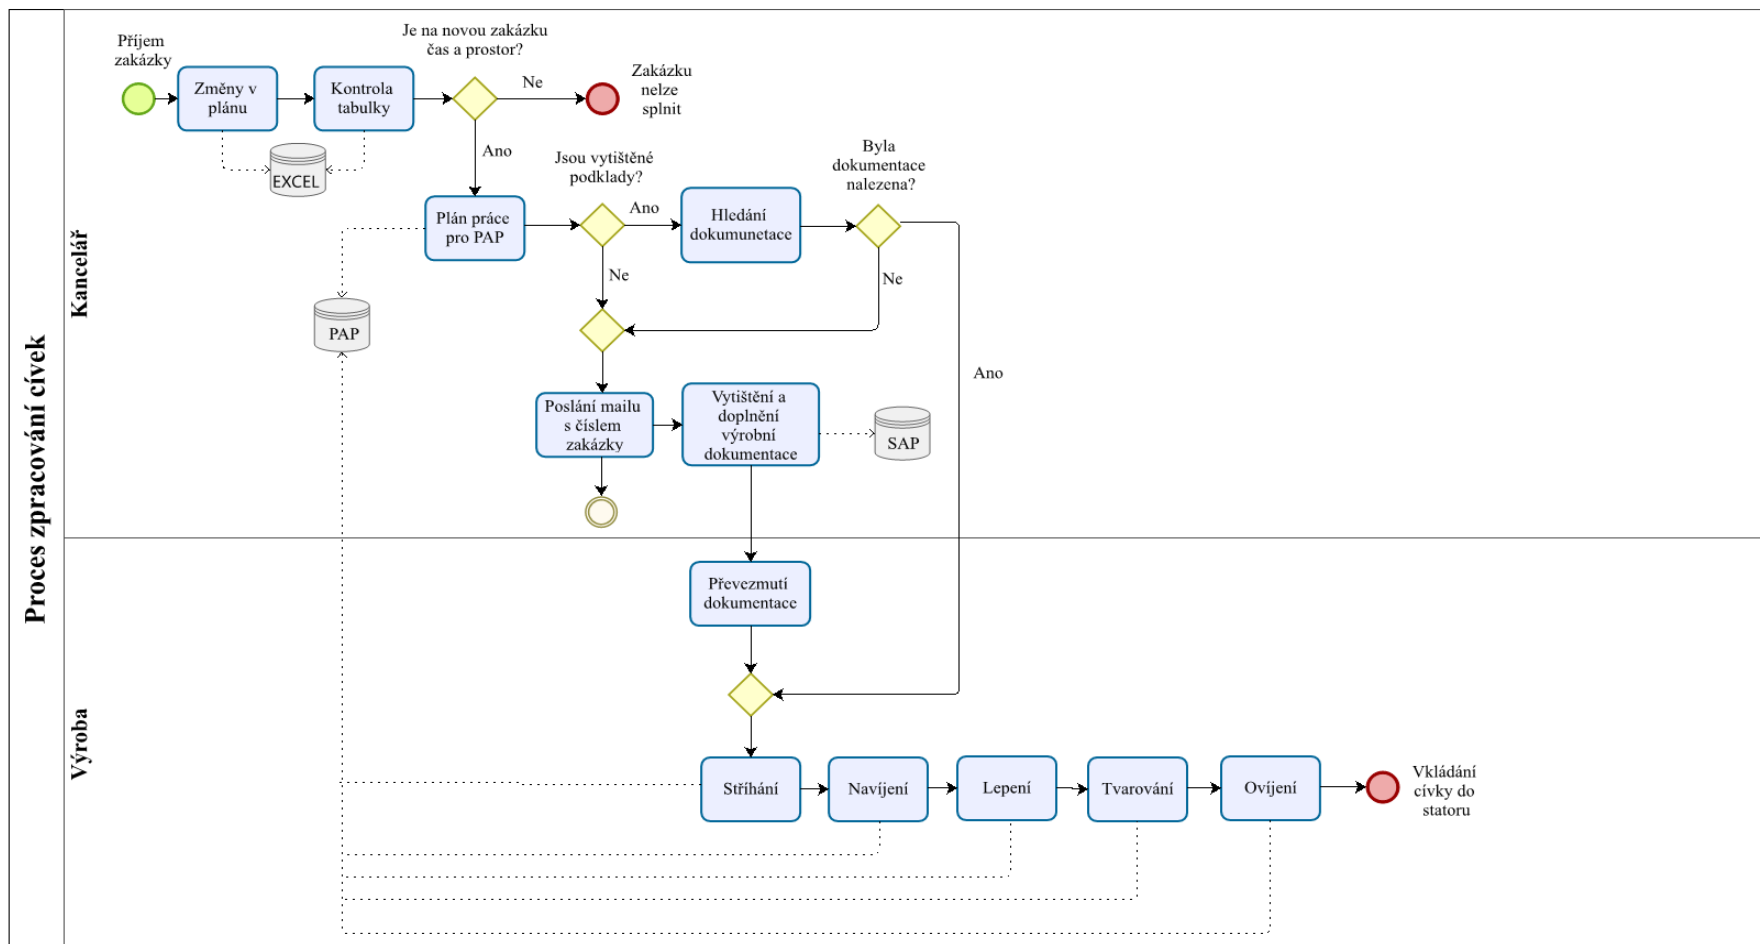 Proces zpracování cívek
Kancelář
Příjem
zakázky
Změny v
plánu
Kontrola
tabulky
Je na novou zakázku
čas a prostor?
Ne
Zakázku
nelze
splnit
EXCEL
Ano
Plán práce
pro PAP
Jsou vytištěné
podklady?
Ano
Hledání
dokumunetace
Byla
dokumentace
nalezena?
Ne
Ne
PAP
Ano
Poslání mailu
s číslem
zakázky
Vytištění a
doplnění
výrobní
dokumentace
SAP
Výroba
Převezmutí
dokumentace
Stříhání
Navíjení
Lepení
Tvarování
Ovíjení
Vkládání
cívky do
statoru